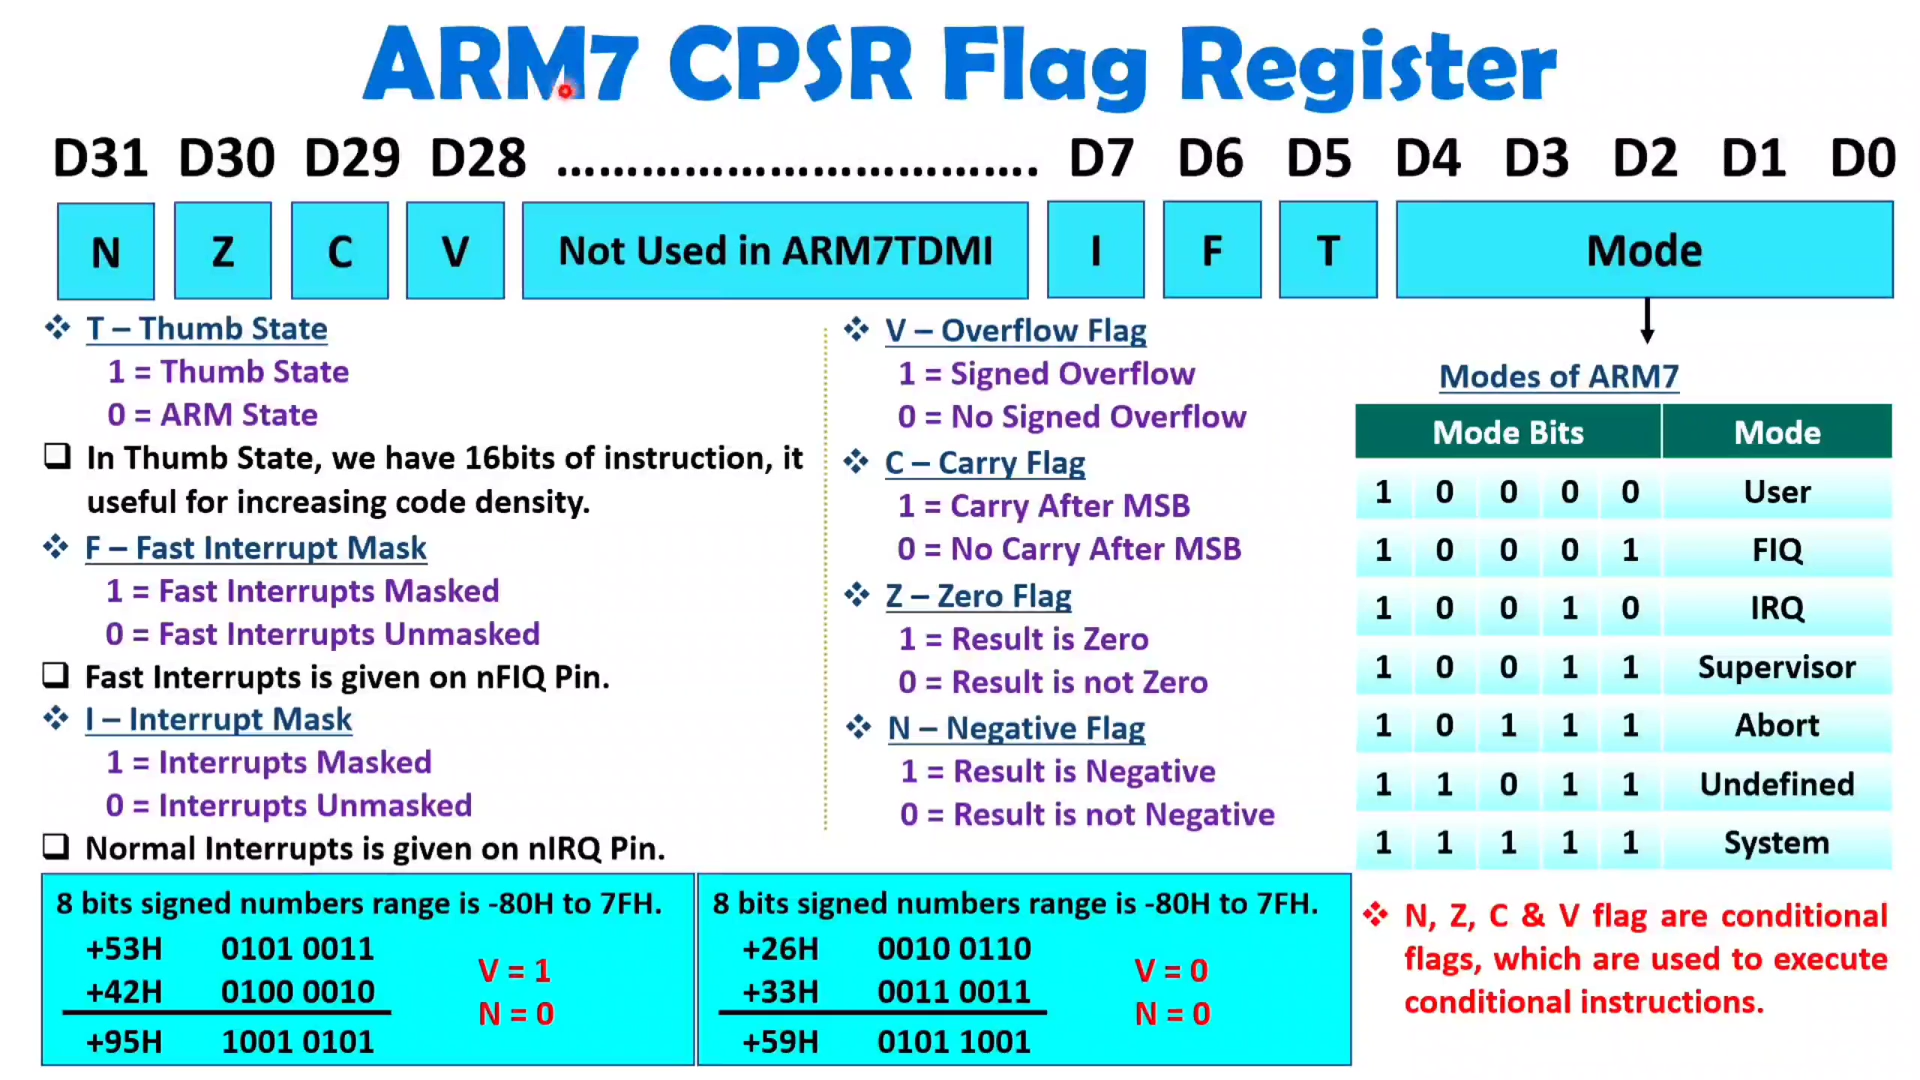 ARM7 CPSR Flag Register
D31 D30 D29 D28 ……………………………. D7 D6 D5 D4 D3 D2 D1 D0
N Z C V Not Used in ARM7TDMI I F T Mode
❖ T – Thumb State
1 = Thumb State
0 = ARM State
❑ In Thumb State, we have 16bits of instruction, it
useful for increasing code density.
❖ F – Fast Interrupt Mask
1 = Fast Interrupts Masked
0 = Fast Interrupts Unmasked
❑ Fast Interrupts is given on nFIQ Pin.
❖ I – Interrupt Mask
1 = Interrupts Masked
0 = Interrupts Unmasked
❑ Normal Interrupts is given on nIRQ Pin.
❖ V – Overflow Flag
1 = Signed Overflow
0 = No Signed Overflow
❖ C – Carry Flag
1 = Carry After MSB
0 = No Carry After MSB
❖ Z – Zero Flag
1 = Result is Zero
0 = Result is not Zero
❖ N – Negative Flag
1 = Result is Negative
0 = Result is not Negative
Modes of ARM7
Mode Bits Mode
1 0 0 0 0 User
1 0 0 0 1 FIQ
1 0 0 1 0 IRQ
1 0 0 1 1 Supervisor
1 0 1 1 1 Abort
1 1 0 1 1 Undefined
1 1 1 1 1 System
8 bits signed numbers range is -80H to 7FH.
+53H 0101 0011
V = 1
+42H 0100 0010
N = 0
+95H 1001 0101
8 bits signed numbers range is -80H to 7FH.
+26H 0010 0110
V = 0
+33H 0011 0011
N = 0
+59H 0101 1001
❖ N, Z, C & V flag are conditional
flags, which are used to execute
conditional instructions.